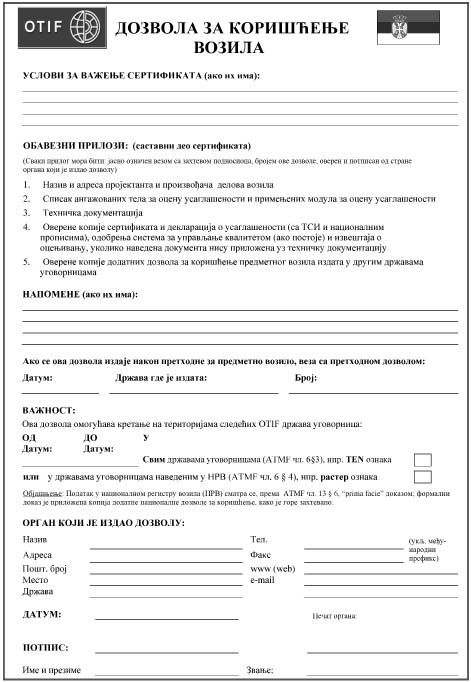 OTIF
ДОЗВОЛА ЗА КОРИШЋЕЊЕ
ВОЗИЛА
УСЛОВИ ЗА ВАЖЕЊЕ СЕРТИФИКАТА (ако их има):
ОБАВЕЗНИ ПРИЛОЗИ: (саставни део сертификата)
(Сваки прилог мора бити: јасно означен везом са захтевом подносиоца, бројем ове дозволе, оверен и потписан од стране
органа који је издао дозволу)
1. Назив и адреса пројектанта и произвођача делова возила
2. Списак ангажованих тела за оцену усаглашености и примењених модула за оцену усаглашености
3. Техничка документација
4. Оверене копије сертификата и декларација о усаглашености (са ТСИ и националним
прописима), одобрења система за управљање квалитетом (ако постоје) и извештаја о
оцењивању, уколико наведена документа нису приложена уз техничку документацију
5. Оверене копије додатних дозвола за коришћење предметног возила издата у другим државама
уговорницама
НАПОМЕНЕ (ако их има):
Ако се ова дозвола издаје након претходне за предметно возило, веза са претходном дозволом:
Датум: Држава где је издата: Број:
ВАЖНОСТ:
Ова дозвола омогућава кретање на територијама следећих OTIF држава уговорница:
ОД ДО У
Датум: Датум:
Свим државама уговорницама (ATMF чл. 6§3), нпр. TEN ознака
или у државама уговорницама наведеним у НРВ (ATMF чл. 6 § 4), нпр. растер ознака
Објашњење: Податак у националном регистру возила (НРВ) сматра се, према ATMF чл. 13 § 6, “prima facie” доказом; формални
доказ је приложена копија додатне националне дозволе за коришћење, како је горе захтевано.
ОРГАН КОЈИ ЈЕ ИЗДАО ДОЗВОЛУ:
Назив Тел. (укљ. међу-
Адреса Факс народни
Пошт. број www (web) префикс)
Место e-mail
Држава
ДАТУМ: Печат органа:
ПОТПИС:
Име и презиме Звање: